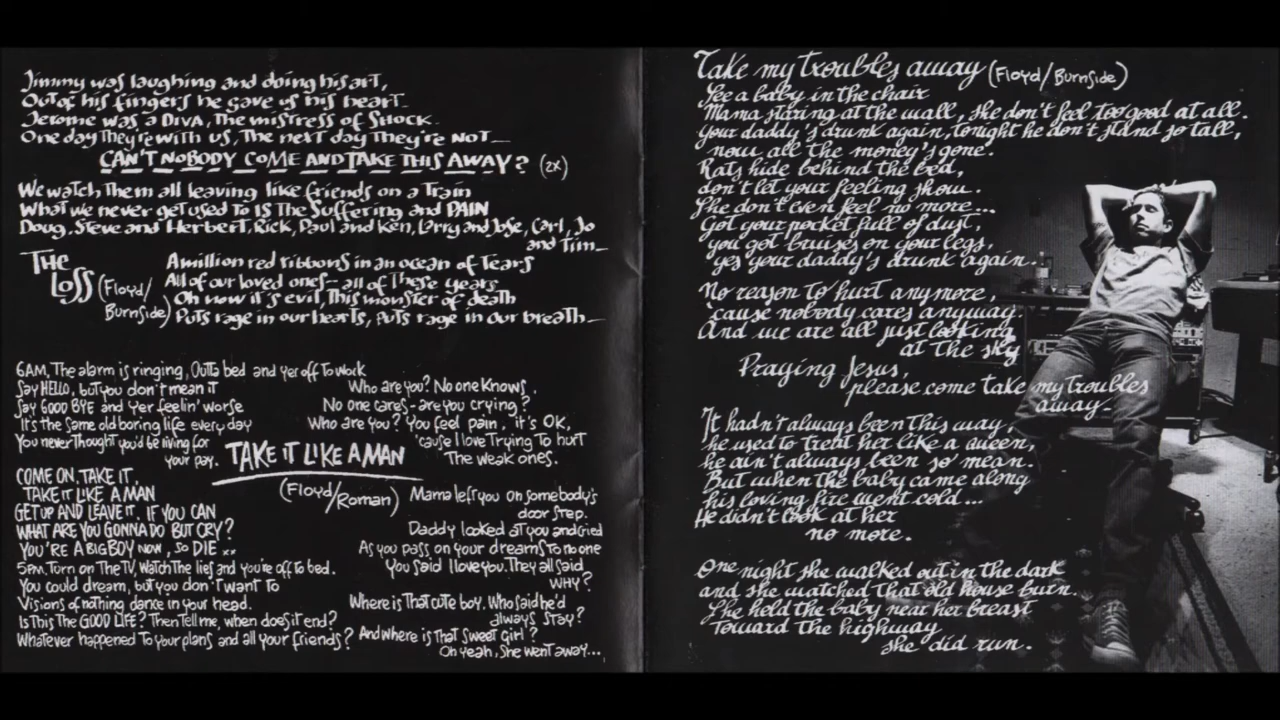 Jimmy was laughing and doing his art,
Out of his fingers he gave us his heart_
Jerome was a DIVA, The mistress of SHOCK.
One day They're with us, The next day They're NOT_
CAN'T NOBODY COME AND TAKE THIS AWAY? (2x)
We watch, Them all leaving like friends on a Train
What we never get used to IS The Suffering and PAIN
Doug, Steve and Herbert, Rick, Paul and Ken, Larry and Jose, Carl, Jo
and Tim_
THE LOSS (Floyd/Burnside)
A million red ribbons in an ocean of Tears
All of our loved ones- all of These years
Oh now it's evil, This monster of death
Puts rage in our hearts, Puts rage in our breath_
6AM, The alarm is ringing, Outta bed and yer off to work
Say HELLO, but you don't mean it
Say GOOD BYE and Yer feelin' worse
It's the same old boring life every day
You never Thought you'd be living for
your pay.
TAKE IT LIKE A MAN
(Floyd/Roman)
COME ON, TAKE IT,
TAKE IT LIKE A MAN
GET UP AND LEAVE IT, IF YOU CAN
WHAT ARE YOU GONNA DO BUT CRY?
YOU'RE A BIG BOY NOW, SO DIE ..
5PM, Turn on The TV, Watch The lies and you're off to bed.
You could dream, but you don't want to
Visions of nothing dance in your head.
Is This The GOOD LIFE? Then Tell me, when does it end?
Whatever happened To your plans and all your friends?
Who are you? No one knows,
No one cares - are you crying?
Who are you? You feel pain, it's OK,
'cause I love Trying To hurt
The weak ones.
Mama left you on somebody's
door step.
Daddy looked at you and cried
As you pass on your dreams To no one
You said I love you. They all said
WHY?
Where is That cute boy. Who said he'd
always stay?
And where is That sweet girl?
Oh yeah, She went away...
Take my troubles away (Floyd/Burnside)
See a baby in the chair
Mama staring at the wall, she don't feel too good at all.
Your daddy's drunk again, tonight he don't stand so tall,
now all the money's gone.
Rats hide behind the bed,
don't let your feeling show.
She don't even feel no more...
Got your pocket full of dust,
you got bruises on your legs,
yes your daddy's drunk again.
No reason to hurt anymore,
'cause nobody cares anyway.
And we are all just looking
at the sky
Praying Jesus,
please come take my troubles
away_
It hadn't always been this way,
he used to treat her like a queen,
he ain't always been so mean.
But when the baby came along
his loving fire went cold...
He didn't look at her
no more.
One night she walked out in the dark
and she watched that old house burn.
She held the baby near her breast
Toward the highway
she did run.